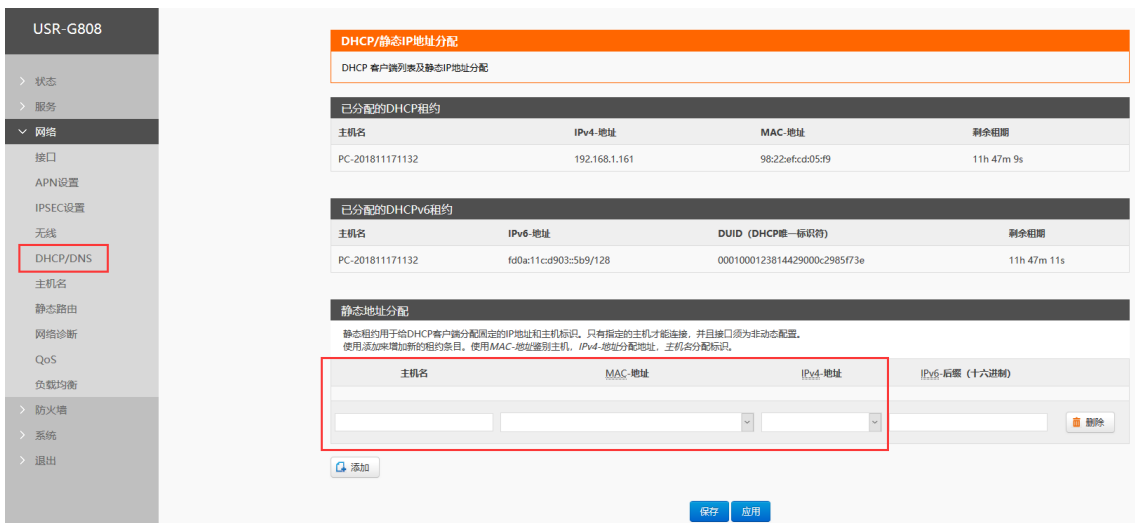 USR-G808
状态
服务
网络
接口
APN设置
IPSEC设置
无线
DHCP/DNS
主机名
静态路由
网络诊断
QoS
负载均衡
防火墙
系统
退出
DHCP/静态IP地址分配
DHCP 客户端列表及静态IP地址分配
已分配的DHCP租约
主机名 IPv4-地址 MAC-地址 剩余租期
PC-201811171132 192.168.1.161 98:22:ef:cd:05:f9 11h 47m 9s
已分配的DHCPv6租约
主机名 IPv6-地址 DUID（DHCP唯一标识符） 剩余租期
PC-201811171132 fd0a:11c:d903::5b9/128 0001000123814429000c2985f73e 11h 47m 11s
静态地址分配
静态租约用于给DHCP客户端分配固定的IP地址和主机标识。只有指定的主机才能连接，并且接口须为非动态配置。
使用添加来增加新的租约条目。使用MAC-地址鉴别主机，IPv4-地址分配地址，主机名分配标识。
主机名 MAC-地址 IPv4-地址 IPv6-后缀（十六进制）
删除
添加
保存 应用